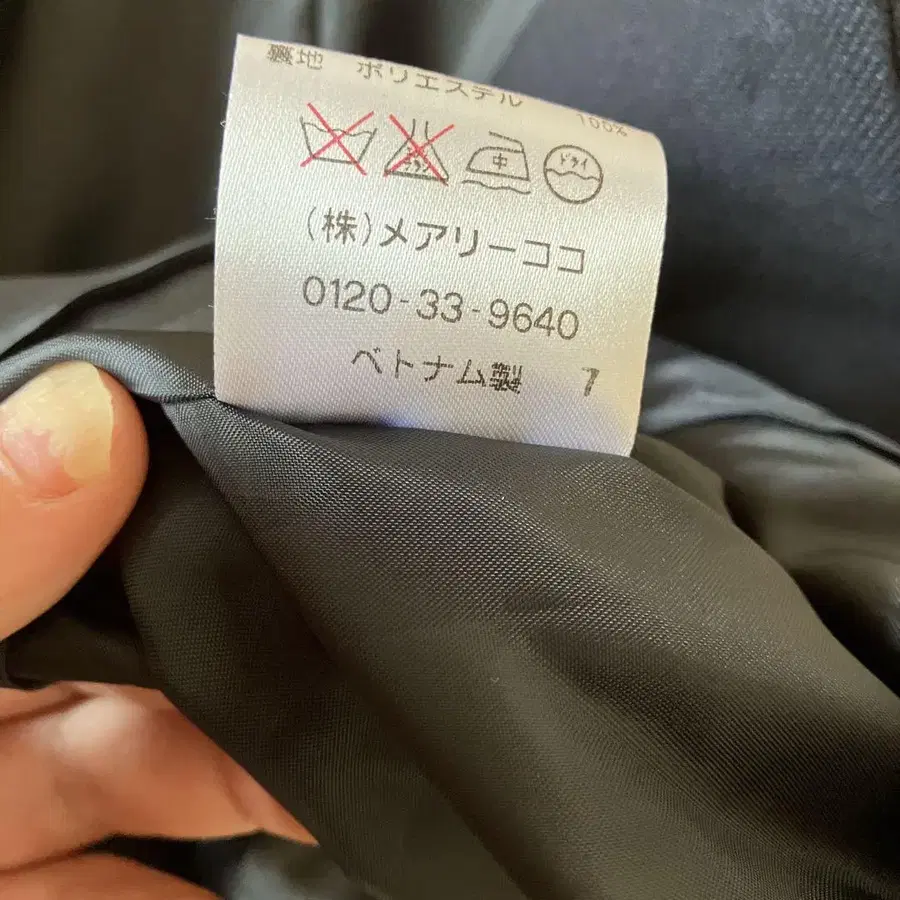 裏地 ポリエステル
100%
中 ドライ
(株)メアリーココ
0120-33-9640
ベトナム製 7